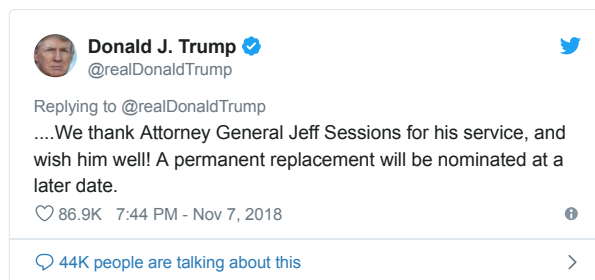 Donald J. Trump
@realDonaldTrump
Replying to @realDonaldTrump
....We thank Attorney General Jeff Sessions for his service, and
wish him well! A permanent replacement will be nominated at a
later date.
86.9K 7:44 PM - Nov 7, 2018
44K people are talking about this